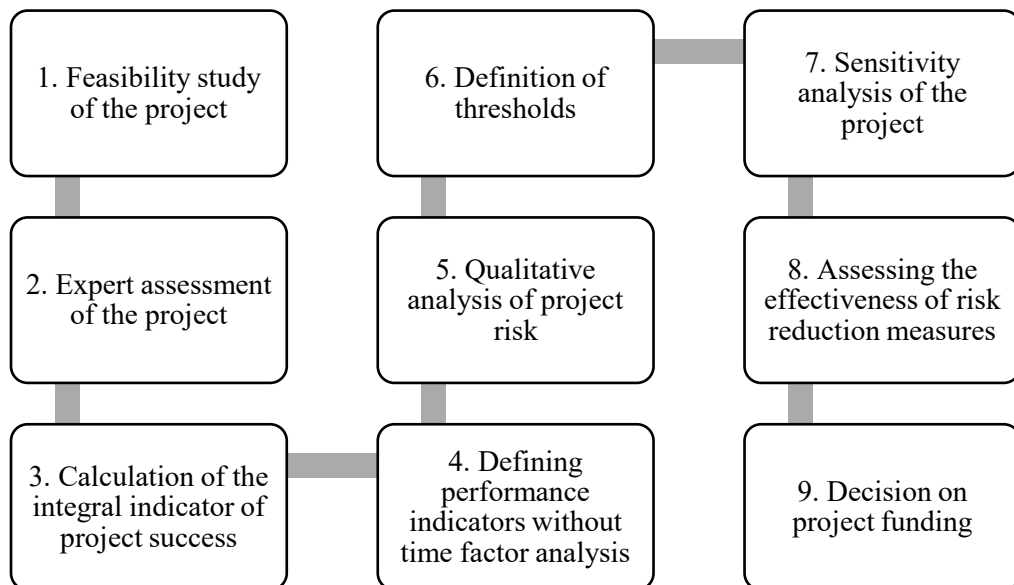 1. Feasibility study
of the project
2. Expert assessment
of the project
3. Calculation of the
integral indicator of
project success
4. Defining
performance
indicators without
time factor analysis
5. Qualitative
analysis of project
risk
6. Definition of
thresholds
7. Sensitivity
analysis of the
project
8. Assessing the
effectiveness of risk
reduction measures
9. Decision on
project funding